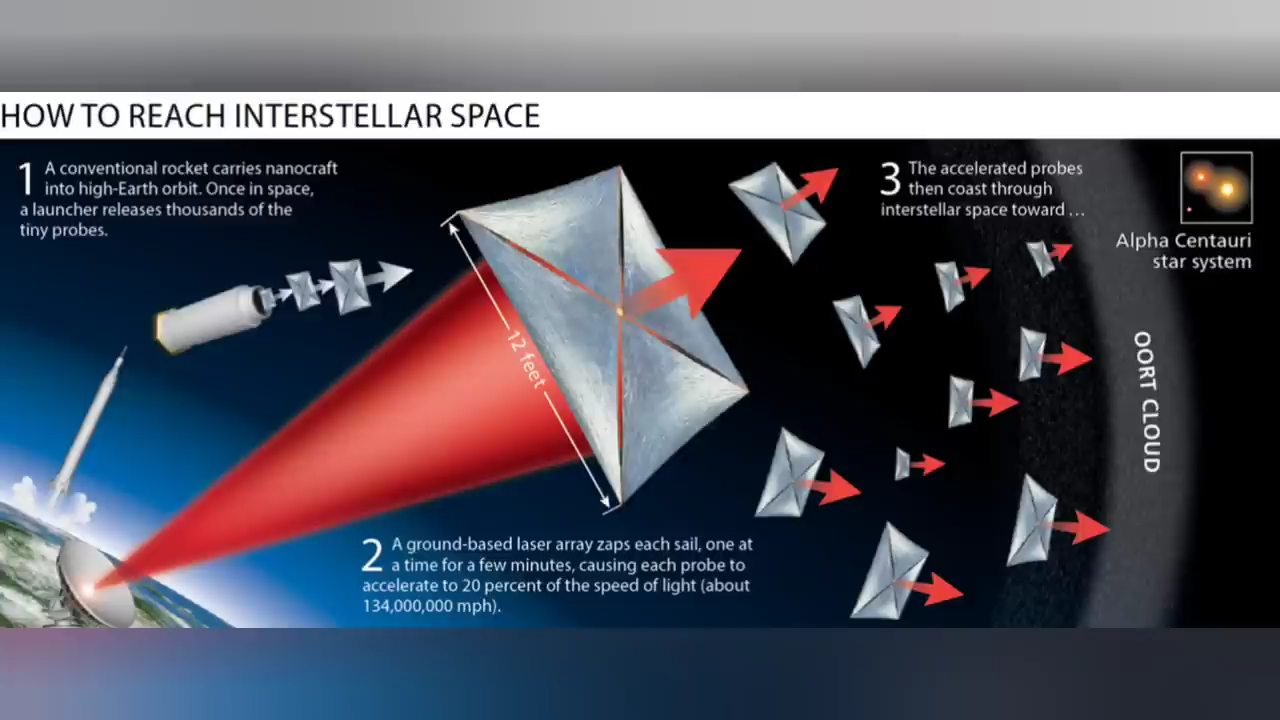 HOW TO REACH INTERSTELLAR SPACE
1 A conventional rocket carries nanocraft
into high-Earth orbit. Once in space,
a launcher releases thousands of the
tiny probes.
12 feet
2 A ground-based laser array zaps each sail, one at
a time for a few minutes, causing each probe to
accelerate to 20 percent of the speed of light (about
134,000,000 mph).
3 The accelerated probes
then coast through
interstellar space toward ...
Alpha Centauri
star system
OORT CLOUD